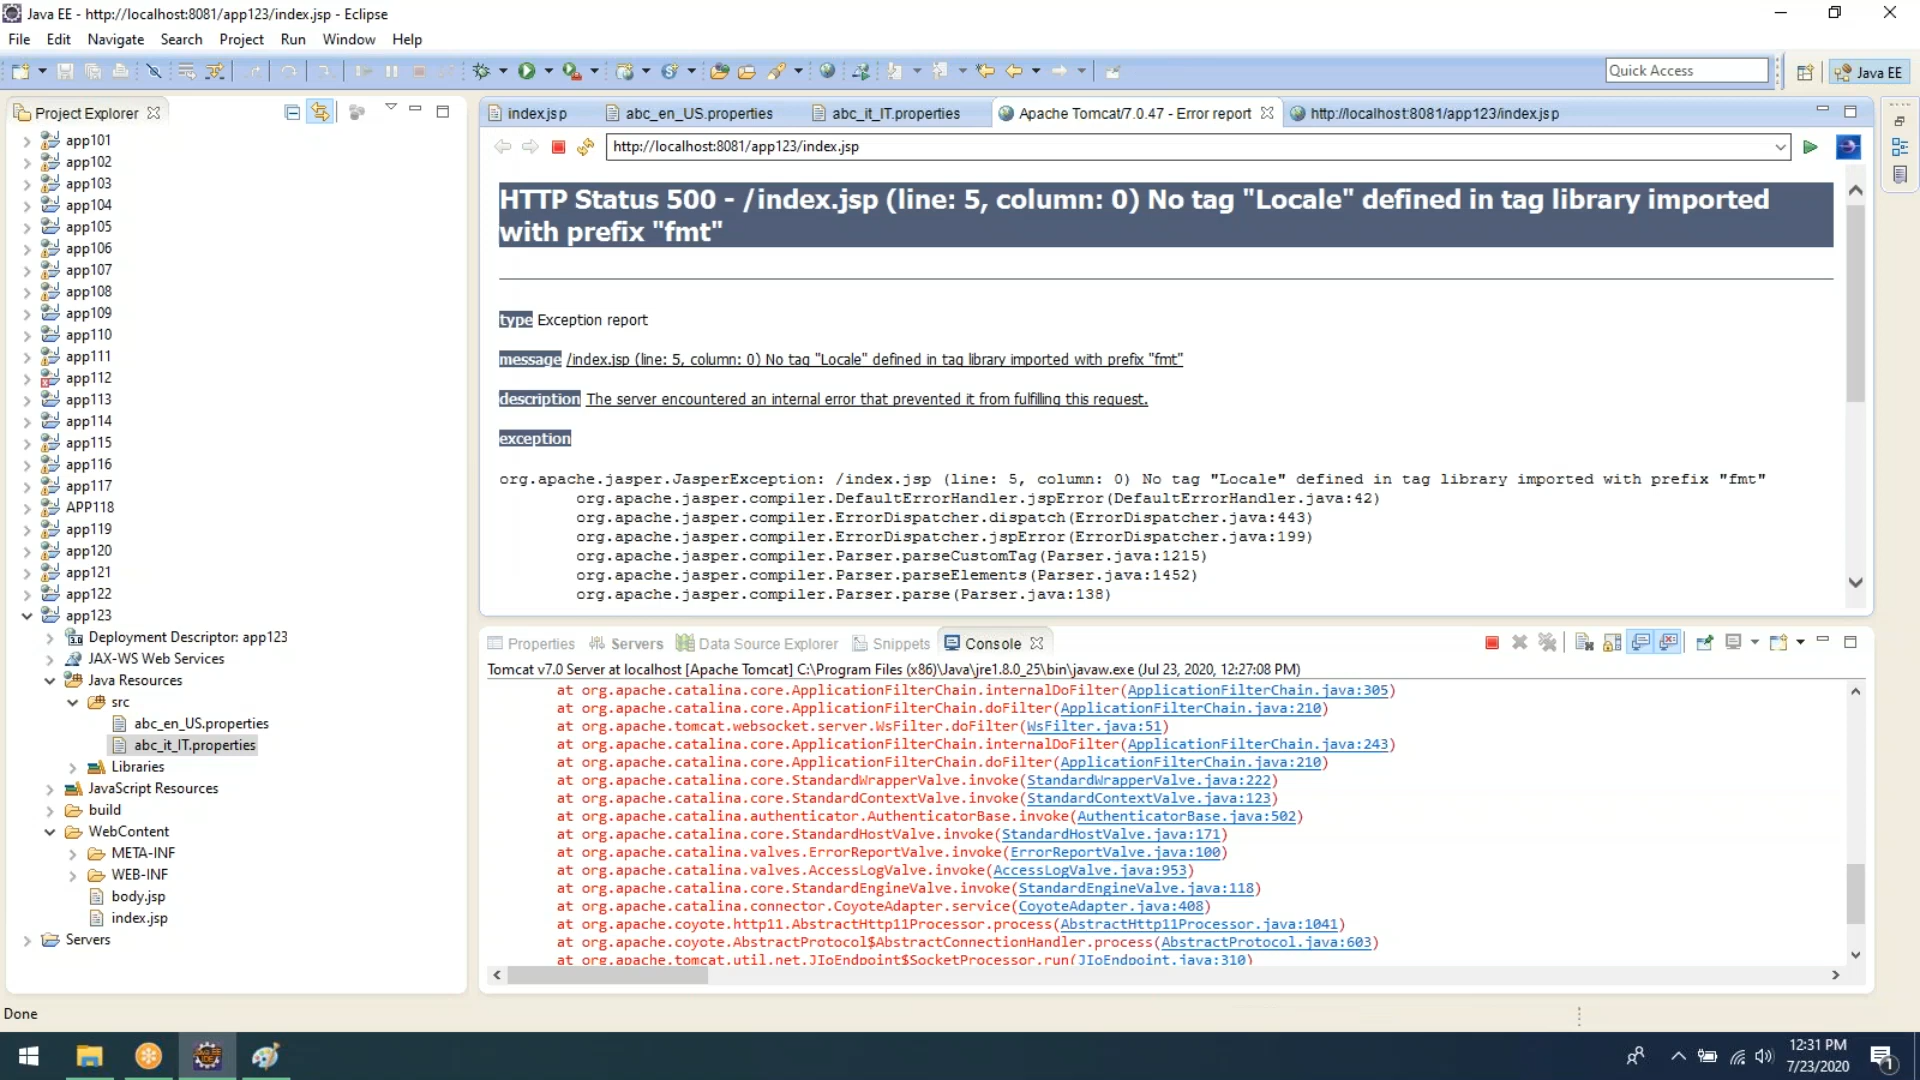 Java EE - http://localhost:8081/app123/index.jsp - Eclipse
File Edit Navigate Search Project Run Window Help
Quick Access
Java EE
Project Explorer
app101
app102
app103
app104
app105
app106
app107
app108
app109
app110
app111
app112
app113
app114
app115
app116
app117
APP118
app119
app120
app121
app122
app123
Deployment Descriptor: app123
JAX-WS Web Services
Java Resources
src
abc_en_US.properties
abc_it_IT.properties
Libraries
JavaScript Resources
build
WebContent
META-INF
WEB-INF
body.jsp
index.jsp
Servers
index.jsp abc_en_US.properties abc_it_IT.properties Apache Tomcat/7.0.47 - Error report http://localhost:8081/app123/index.jsp
http://localhost:8081/app123/index.jsp
HTTP Status 500 - /index.jsp (line: 5, column: 0) No tag "Locale" defined in tag library imported
with prefix "fmt"
type Exception report
message /index.jsp (line: 5, column: 0) No tag "Locale" defined in tag library imported with prefix "fmt"
description The server encountered an internal error that prevented it from fulfilling this request.
exception
org.apache.jasper.JasperException: /index.jsp (line: 5, column: 0) No tag "Locale" defined in tag library imported with prefix "fmt"
org.apache.jasper.compiler.DefaultErrorHandler.jspError(DefaultErrorHandler.java:42)
org.apache.jasper.compiler.ErrorDispatcher.dispatch(ErrorDispatcher.java:443)
org.apache.jasper.compiler.ErrorDispatcher.jspError(ErrorDispatcher.java:199)
org.apache.jasper.compiler.Parser.parseCustomTag(Parser.java:1215)
org.apache.jasper.compiler.Parser.parseElements(Parser.java:1452)
org.apache.jasper.compiler.Parser.parse(Parser.java:138)
Properties Servers Data Source Explorer Snippets Console
Tomcat v7.0 Server at localhost [Apache Tomcat] C:\Program Files (x86)\Java\jre1.8.0_25\bin\javaw.exe (Jul 23, 2020, 12:27:08 PM)
at org.apache.catalina.core.ApplicationFilterChain.internalDoFilter(ApplicationFilterChain.java:305)
at org.apache.catalina.core.ApplicationFilterChain.doFilter(ApplicationFilterChain.java:210)
at org.apache.tomcat.websocket.server.WsFilter.doFilter(WsFilter.java:51)
at org.apache.catalina.core.ApplicationFilterChain.internalDoFilter(ApplicationFilterChain.java:243)
at org.apache.catalina.core.ApplicationFilterChain.doFilter(ApplicationFilterChain.java:210)
at org.apache.catalina.core.StandardWrapperValve.invoke(StandardWrapperValve.java:222)
at org.apache.catalina.core.StandardContextValve.invoke(StandardContextValve.java:123)
at org.apache.catalina.authenticator.AuthenticatorBase.invoke(AuthenticatorBase.java:502)
at org.apache.catalina.core.StandardHostValve.invoke(StandardHostValve.java:171)
at org.apache.catalina.valves.ErrorReportValve.invoke(ErrorReportValve.java:100)
at org.apache.catalina.valves.AccessLogValve.invoke(AccessLogValve.java:953)
at org.apache.catalina.core.StandardEngineValve.invoke(StandardEngineValve.java:118)
at org.apache.catalina.connector.CoyoteAdapter.service(CoyoteAdapter.java:408)
at org.apache.coyote.http11.AbstractHttp11Processor.process(AbstractHttp11Processor.java:1041)
at org.apache.coyote.AbstractProtocol$AbstractConnectionHandler.process(AbstractProtocol.java:603)
at org.apache.tomcat.util.net.JIoEndpoint$SocketProcessor.run(JIoEndpoint.java:310)
Done
12:31 PM
7/23/2020
1